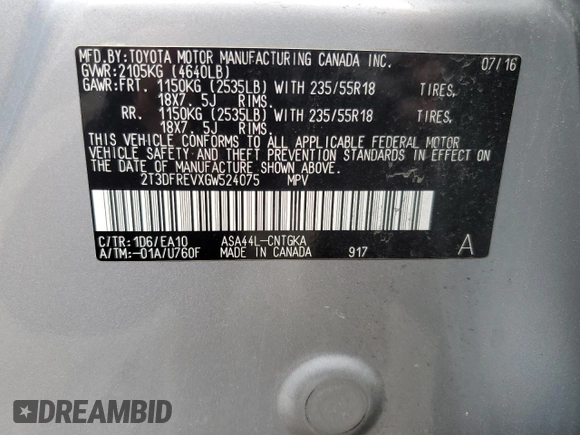 MFD.BY:TOYOTA MOTOR MANUFACTURING CANADA INC. 07/16
GVWR:2105KG (4640LB)
GAWR:FRT. 1150KG (2535LB) WITH 235/55R18 TIRES.
18X7.5J RIMS.
RR. 1150KG (2535LB) WITH 235/55R18 TIRES.
18X7.5J RIMS.
THIS VEHICLE CONFORMS TO ALL APPLICABLE FEDERAL MOTOR
VEHICLE SAFETY AND THEFT PREVENTION STANDARDS IN EFFECT ON
THE DATE OF MANUFACTURE SHOWN ABOVE.
2T3DFREVXGW524075 MPV
C/TR:1D6/EA10 ASA44L-CNTGKA A
A/TM:-01A/U760F MADE IN CANADA 917
DREAMBID